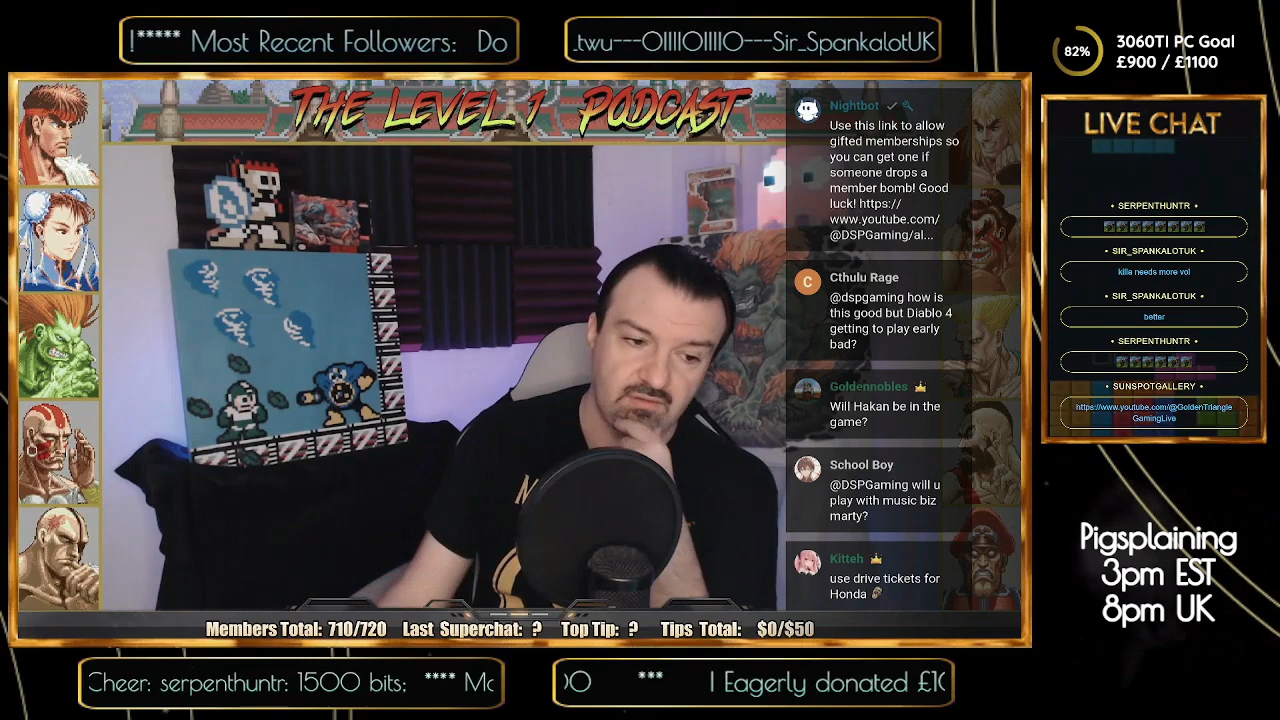 !***** Most Recent Followers: Do
_twu---OIIIIOIIIIO---Sir_SpankalotUK
82%
3060TI PC Goal
£900 / £1100
THE LEVEL 1 PODCAST
Nightbot
Use this link to allow
gifted memberships so
you can get one if
someone drops a
member bomb! Good
luck! https://
www.youtube.com/
@DSPGaming/al...
C
Cthulu Rage
@dspgaming how is
this good but Diablo 4
getting to play early
bad?
Goldennobles
Will Hakan be in the
game?
School Boy
@DSPGaming will u
play with music biz
marty?
Kitteh
use drive tickets for
Honda
Members Total: 710/720 Last Superchat: ? Top Tip: ? Tips Total: $0/$50
LIVE CHAT
• SERPENTHUNTR •
• SIR_SPANKALOTUK •
killa needs more vol
• SIR_SPANKALOTUK •
better
• SERPENTHUNTR •
• SUNSPOTGALLERY •
https://www.youtube.com/@GoldenTriangle
GamingLive
Pigsplaining
3pm EST
8pm UK
Cheer: serpenthuntr: 1500 bits: ****
*** | Eagerly donated